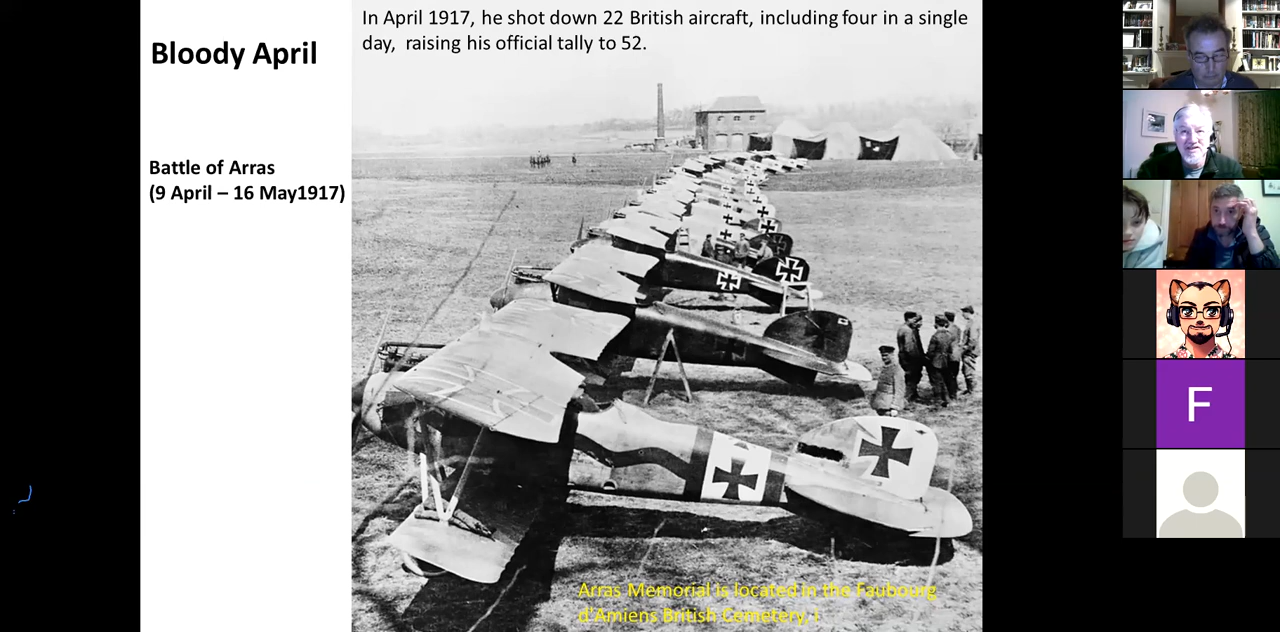 In April 1917, he shot down 22 British aircraft, including four in a single
day, raising his official tally to 52.
Bloody April
Battle of Arras
(9 April – 16 May1917)
Arras Memorial is located in the Faubourg
d'Amiens British Cemetery, i
F